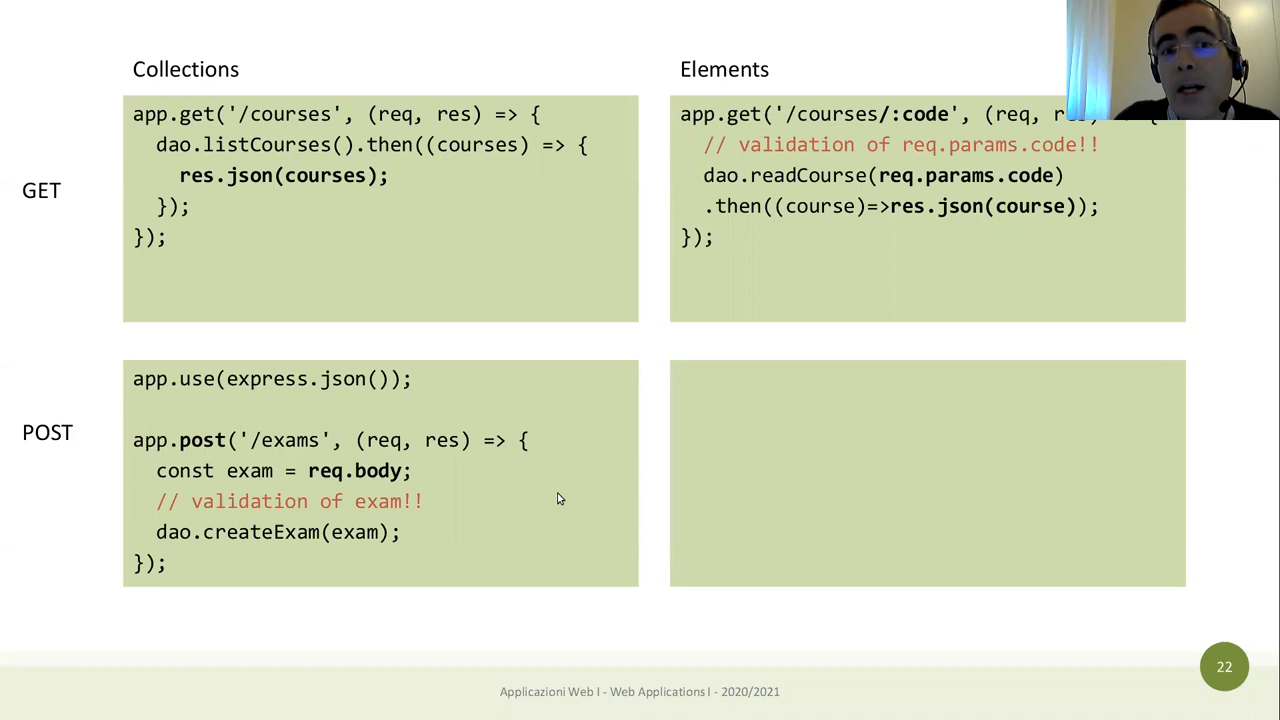 Collections
Elements
GET
app.get('/courses', (req, res) => {
dao.listCourses().then((courses) => {
res.json(courses);
});
});
app.get('/courses/:code', (req, res) => {
// validation of req.params.code!!
dao.readCourse(req.params.code)
.then((course)=>res.json(course));
});
POST
app.use(express.json());
app.post('/exams', (req, res) => {
const exam = req.body;
// validation of exam!!
dao.createExam(exam);
});
22
Applicazioni Web I - Web Applications I - 2020/2021